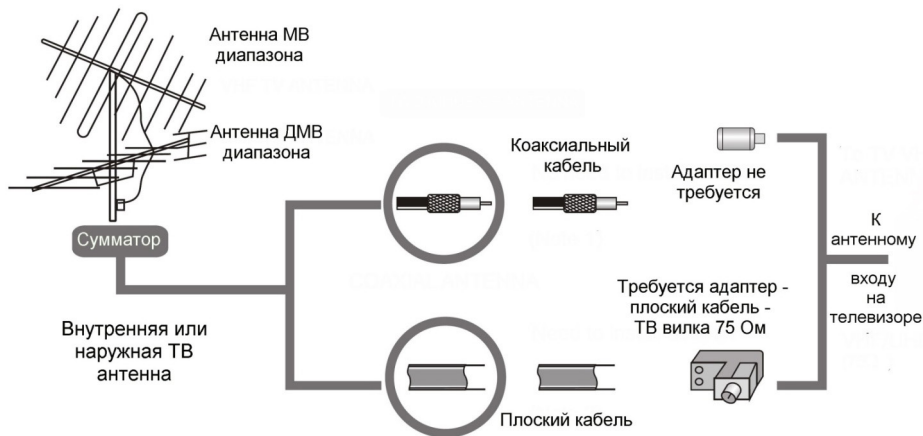 Антенна МВ
диапазона
Антенна ДМВ
диапазона
Сумматор
Внутренняя или
наружная ТВ
антенна
Коаксиальный
кабель
Адаптер не
требуется
К
антенному
входу
на
телевизоре
Требуется адаптер -
плоский кабель -
ТВ вилка 75 Ом
Плоский кабель